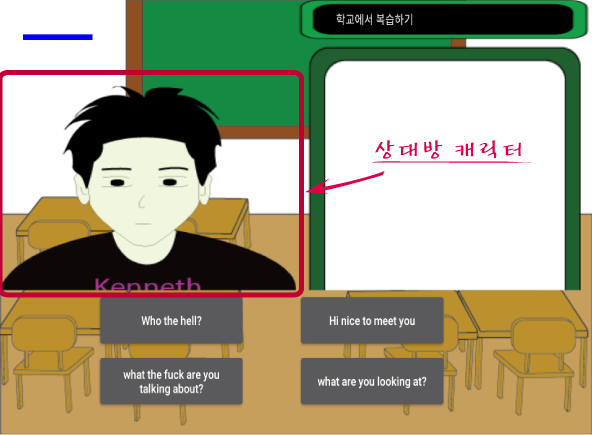 학교에서 복습하기
상대방 캐릭터
Kenneth
Who the hell?
Hi nice to meet you
what the fuck are you
talking about?
what are you looking at?